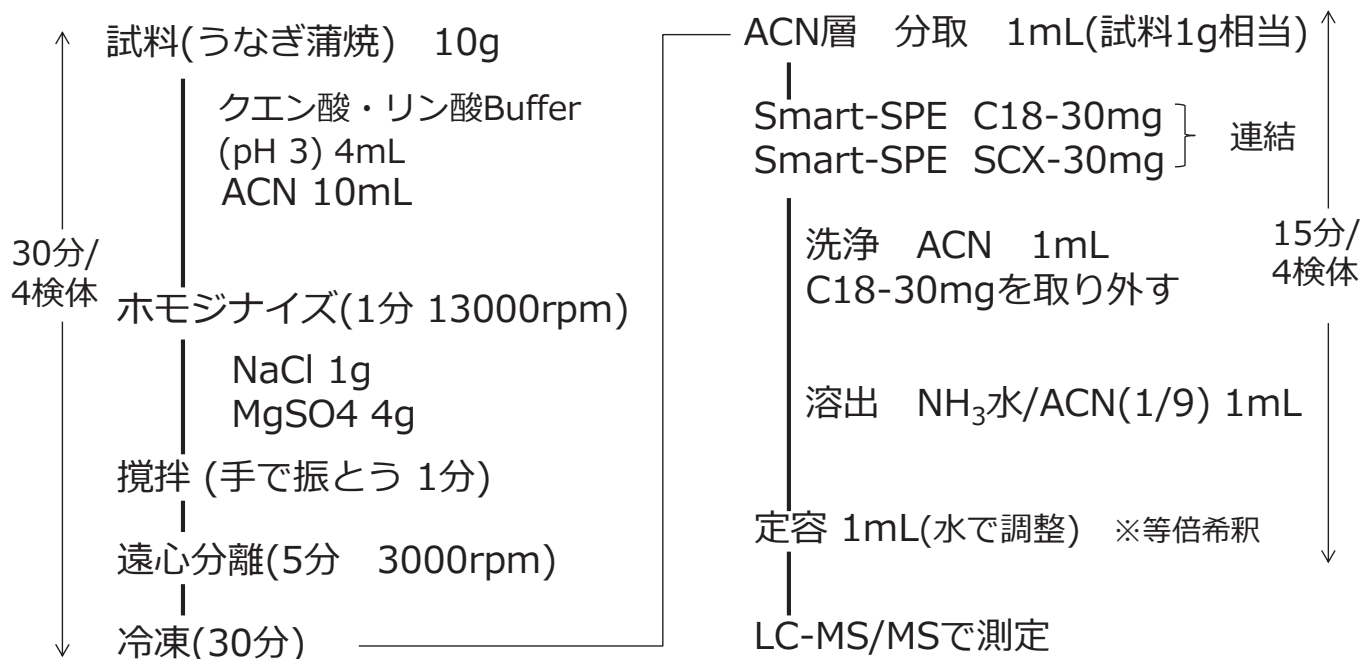 試料(うなぎ蒲焼)　10g
クエン酸・リン酸Buffer
(pH 3) 4mL
ACN 10mL
30分/
4検体
ホモジナイズ(1分 13000rpm)
NaCl 1g
MgSO4 4g
撹拌 (手で振とう 1分)
遠心分離(5分　3000rpm)
冷凍(30分)
ACN層　分取　1mL(試料1g相当)
Smart-SPE  C18-30mg
Smart-SPE  SCX-30mg
連結
洗浄　ACN　1mL
C18-30mgを取り外す
15分/
4検体
溶出　NH₃水/ACN(1/9) 1mL
定容 1mL(水で調整)　※等倍希釈
LC-MS/MSで測定